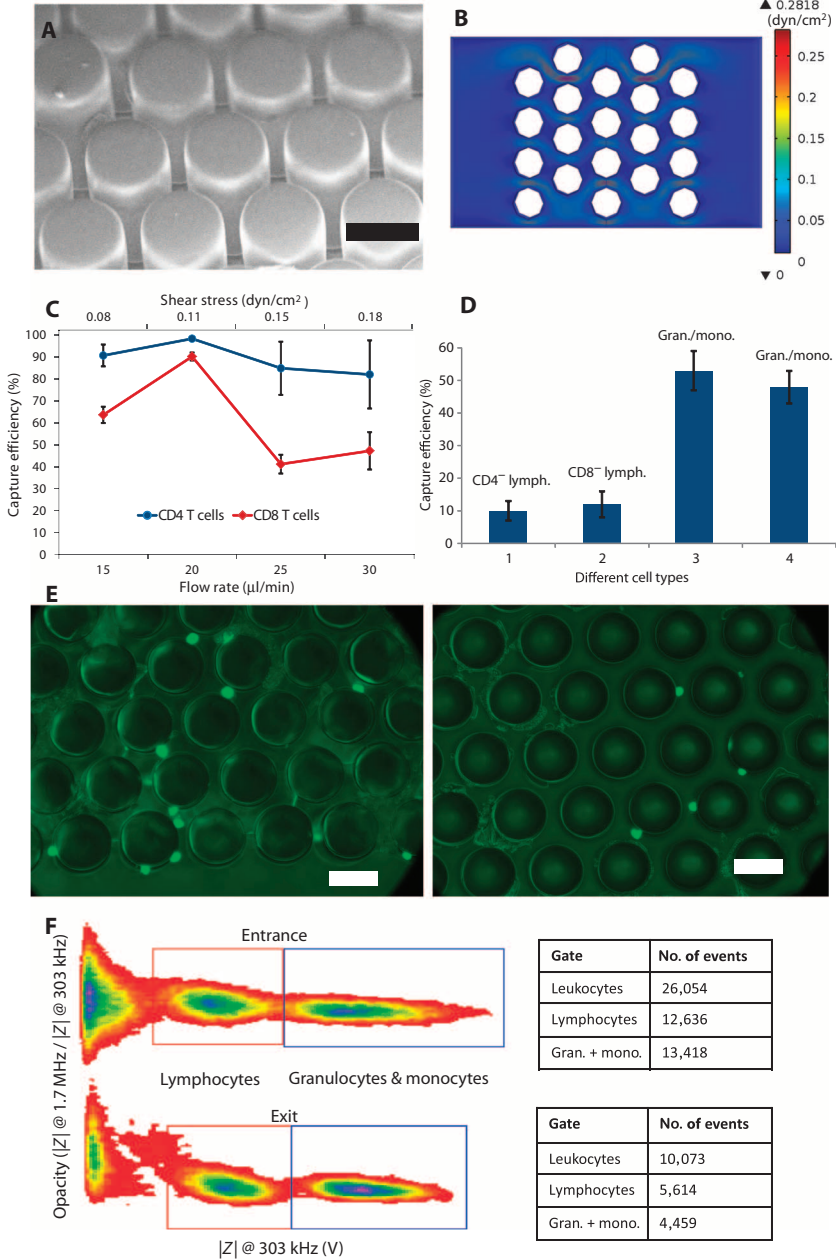 A
B
▲ 0.2818
(dyn/cm²)
0.25
0.2
0.15
0.1
0.05
0
▼ 0
C
Shear stress (dyn/cm²)
0.08 0.11 0.15 0.18
100
90
80
70
60
50
40
30
20
10
0
Capture efficiency (%)
CD4 T cells CD8 T cells
15 20 25 30
Flow rate (µl/min)
D
60
50
40
30
20
10
0
Capture efficiency (%)
CD4⁻ lymph.
CD8⁻ lymph.
Gran./mono.
Gran./mono.
1 2 3 4
Different cell types
E
F
Opacity (|Z| @ 1.7 MHz / |Z| @ 303 kHz)
Entrance
Lymphocytes Granulocytes & monocytes
Exit
|Z| @ 303 kHz (V)
Gate No. of events
Leukocytes 26,054
Lymphocytes 12,636
Gran. + mono. 13,418
Gate No. of events
Leukocytes 10,073
Lymphocytes 5,614
Gran. + mono. 4,459